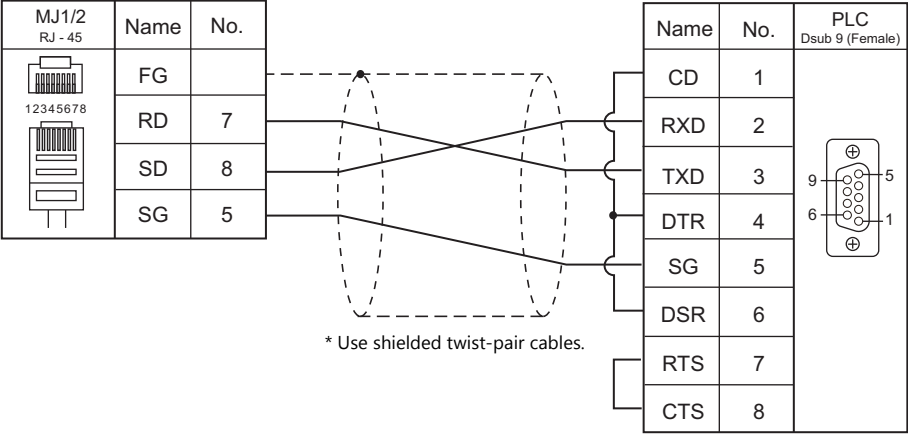 MJ1/2 Name No.
RJ - 45
FG
12345678
RD 7
SD 8
SG 5
Name No. PLC
Dsub 9 (Female)
CD 1
RXD 2
TXD 3
DTR 4
SG 5
DSR 6
RTS 7
CTS 8
9 5
6 1
* Use shielded twist-pair cables.